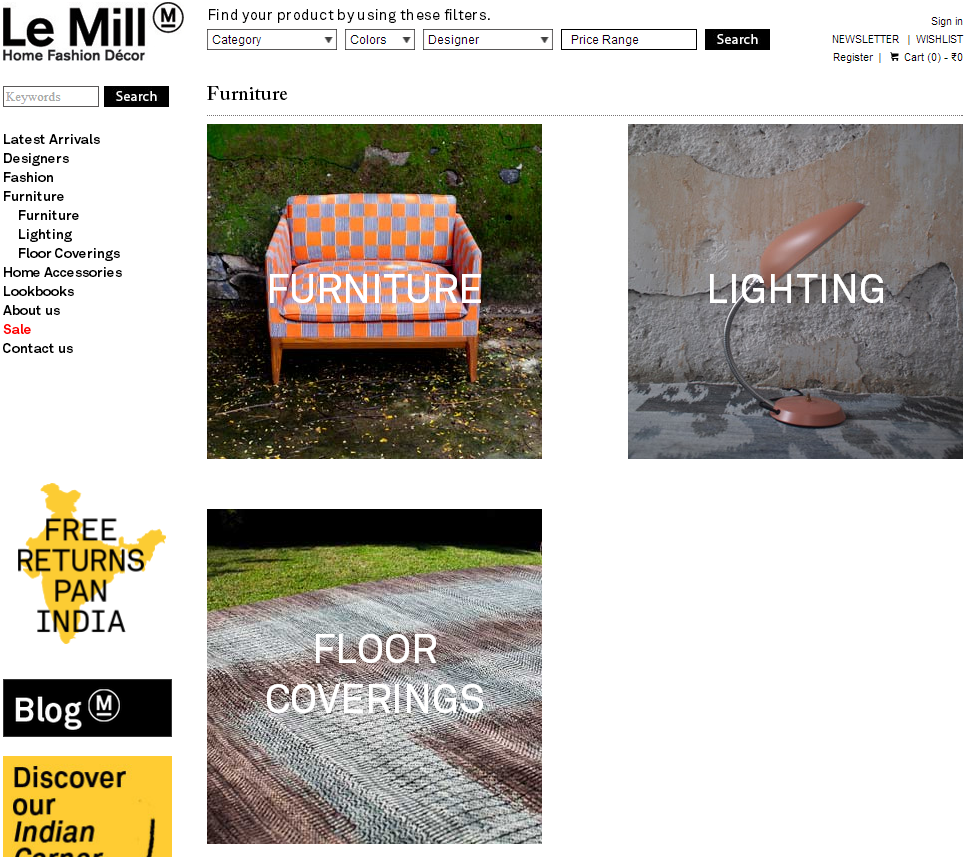 Le Mill M
Home Fashion Décor
Find your product by using these filters.
Category Colors Designer Price Range Search
Sign in
NEWSLETTER | WISHLIST
Register | Cart (0) - ₹0
Keywords Search
Latest Arrivals
Designers
Fashion
Furniture
Furniture
Lighting
Floor Coverings
Home Accessories
Lookbooks
About us
Sale
Contact us
FREE
RETURNS
PAN
INDIA
Blog M
Discover
our
Indian
Corner
Furniture
FURNITURE
LIGHTING
FLOOR
COVERINGS